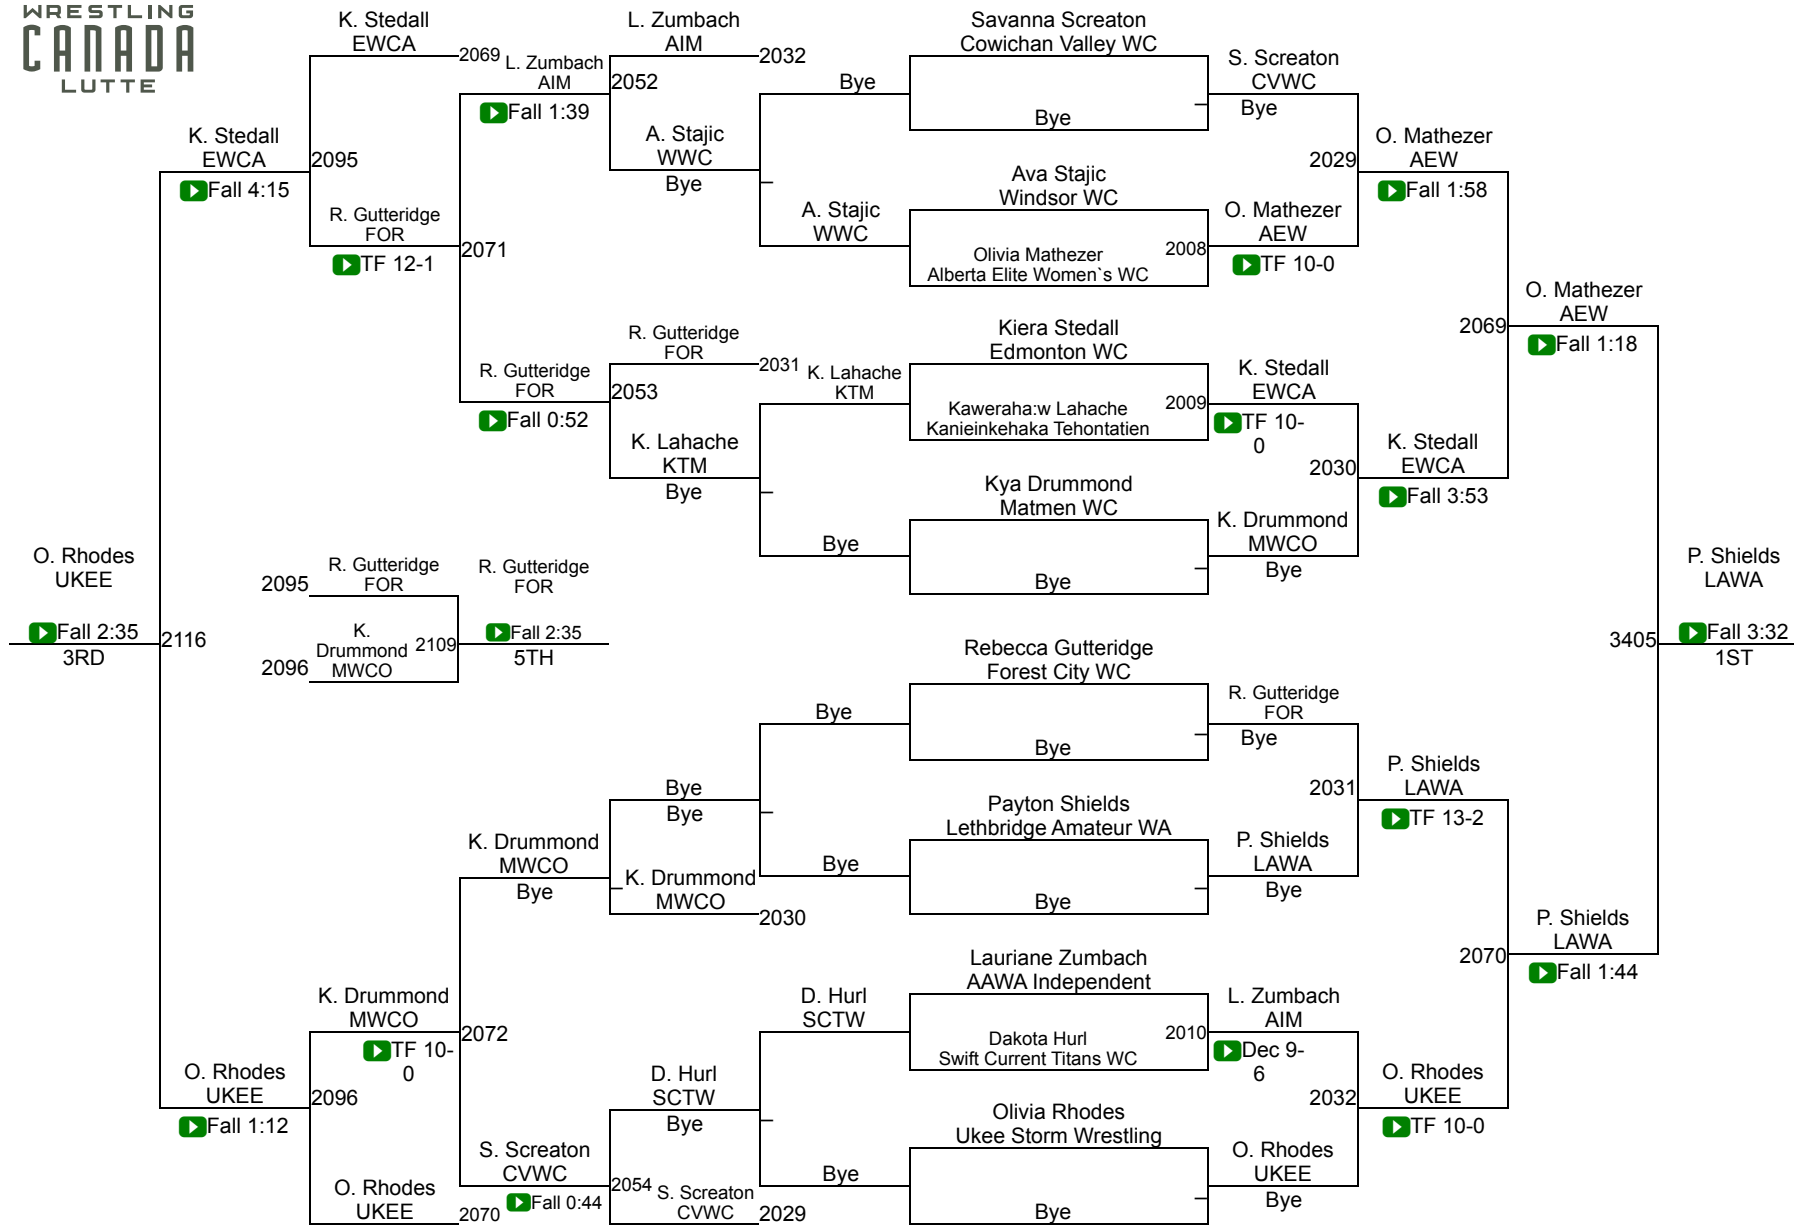 WRESTLING
CANADA
LUTTE
K. Stedall
EWCA
2069
L. Zumbach
AIM
2052
Fall 1:39
L. Zumbach
AIM
2032
A. Stajic
WWC
Bye
K. Stedall
EWCA
2095
Fall 4:15
R. Gutteridge
FOR
2071
TF 12-1
Bye
A. Stajic
WWC
Savanna Screaton
Cowichan Valley WC
Bye
S. Screaton
CVWC
Bye
Ava Stajic
Windsor WC
Olivia Mathezer
Alberta Elite Women`s WC
2008
O. Mathezer
AEW
TF 10-0
2029
O. Mathezer
AEW
Fall 1:58
R. Gutteridge
FOR
2031
R. Gutteridge
FOR
2053
Fall 0:52
K. Lahache
KTM
Bye
K. Lahache
KTM
Bye
Kiera Stedall
Edmonton WC
Kaweraha:w Lahache
Kanieinkehaka Tehontatien
2009
K. Stedall
EWCA
TF 10-
0
Kya Drummond
Matmen WC
Bye
K. Drummond
MWCO
Bye
2030
K. Stedall
EWCA
Fall 3:53
2069
O. Mathezer
AEW
Fall 1:18
O. Rhodes
UKEE
Fall 2:35
3RD
2116
2095
R. Gutteridge
FOR
2096
K.
Drummond
MWCO
2109
R. Gutteridge
FOR
Fall 2:35
5TH
3405
P. Shields
LAWA
Fall 3:32
1ST
Bye
Rebecca Gutteridge
Forest City WC
Bye
R. Gutteridge
FOR
Bye
Bye
Bye
Bye
Payton Shields
Lethbridge Amateur WA
Bye
P. Shields
LAWA
Bye
2031
P. Shields
LAWA
TF 13-2
K. Drummond
MWCO
Bye
K. Drummond
MWCO
2030
K. Drummond
MWCO
TF 10-
0
2072
D. Hurl
SCTW
Lauriane Zumbach
AAWA Independent
Dakota Hurl
Swift Current Titans WC
2010
L. Zumbach
AIM
Dec 9-
6
2070
P. Shields
LAWA
Fall 1:44
O. Rhodes
UKEE
2096
Fall 1:12
D. Hurl
SCTW
Bye
Olivia Rhodes
Ukee Storm Wrestling
2032
O. Rhodes
UKEE
TF 10-0
S. Screaton
CVWC
2054
Fall 0:44
Bye
Bye
O. Rhodes
UKEE
Bye
O. Rhodes
UKEE
2070
S. Screaton
CVWC
2029